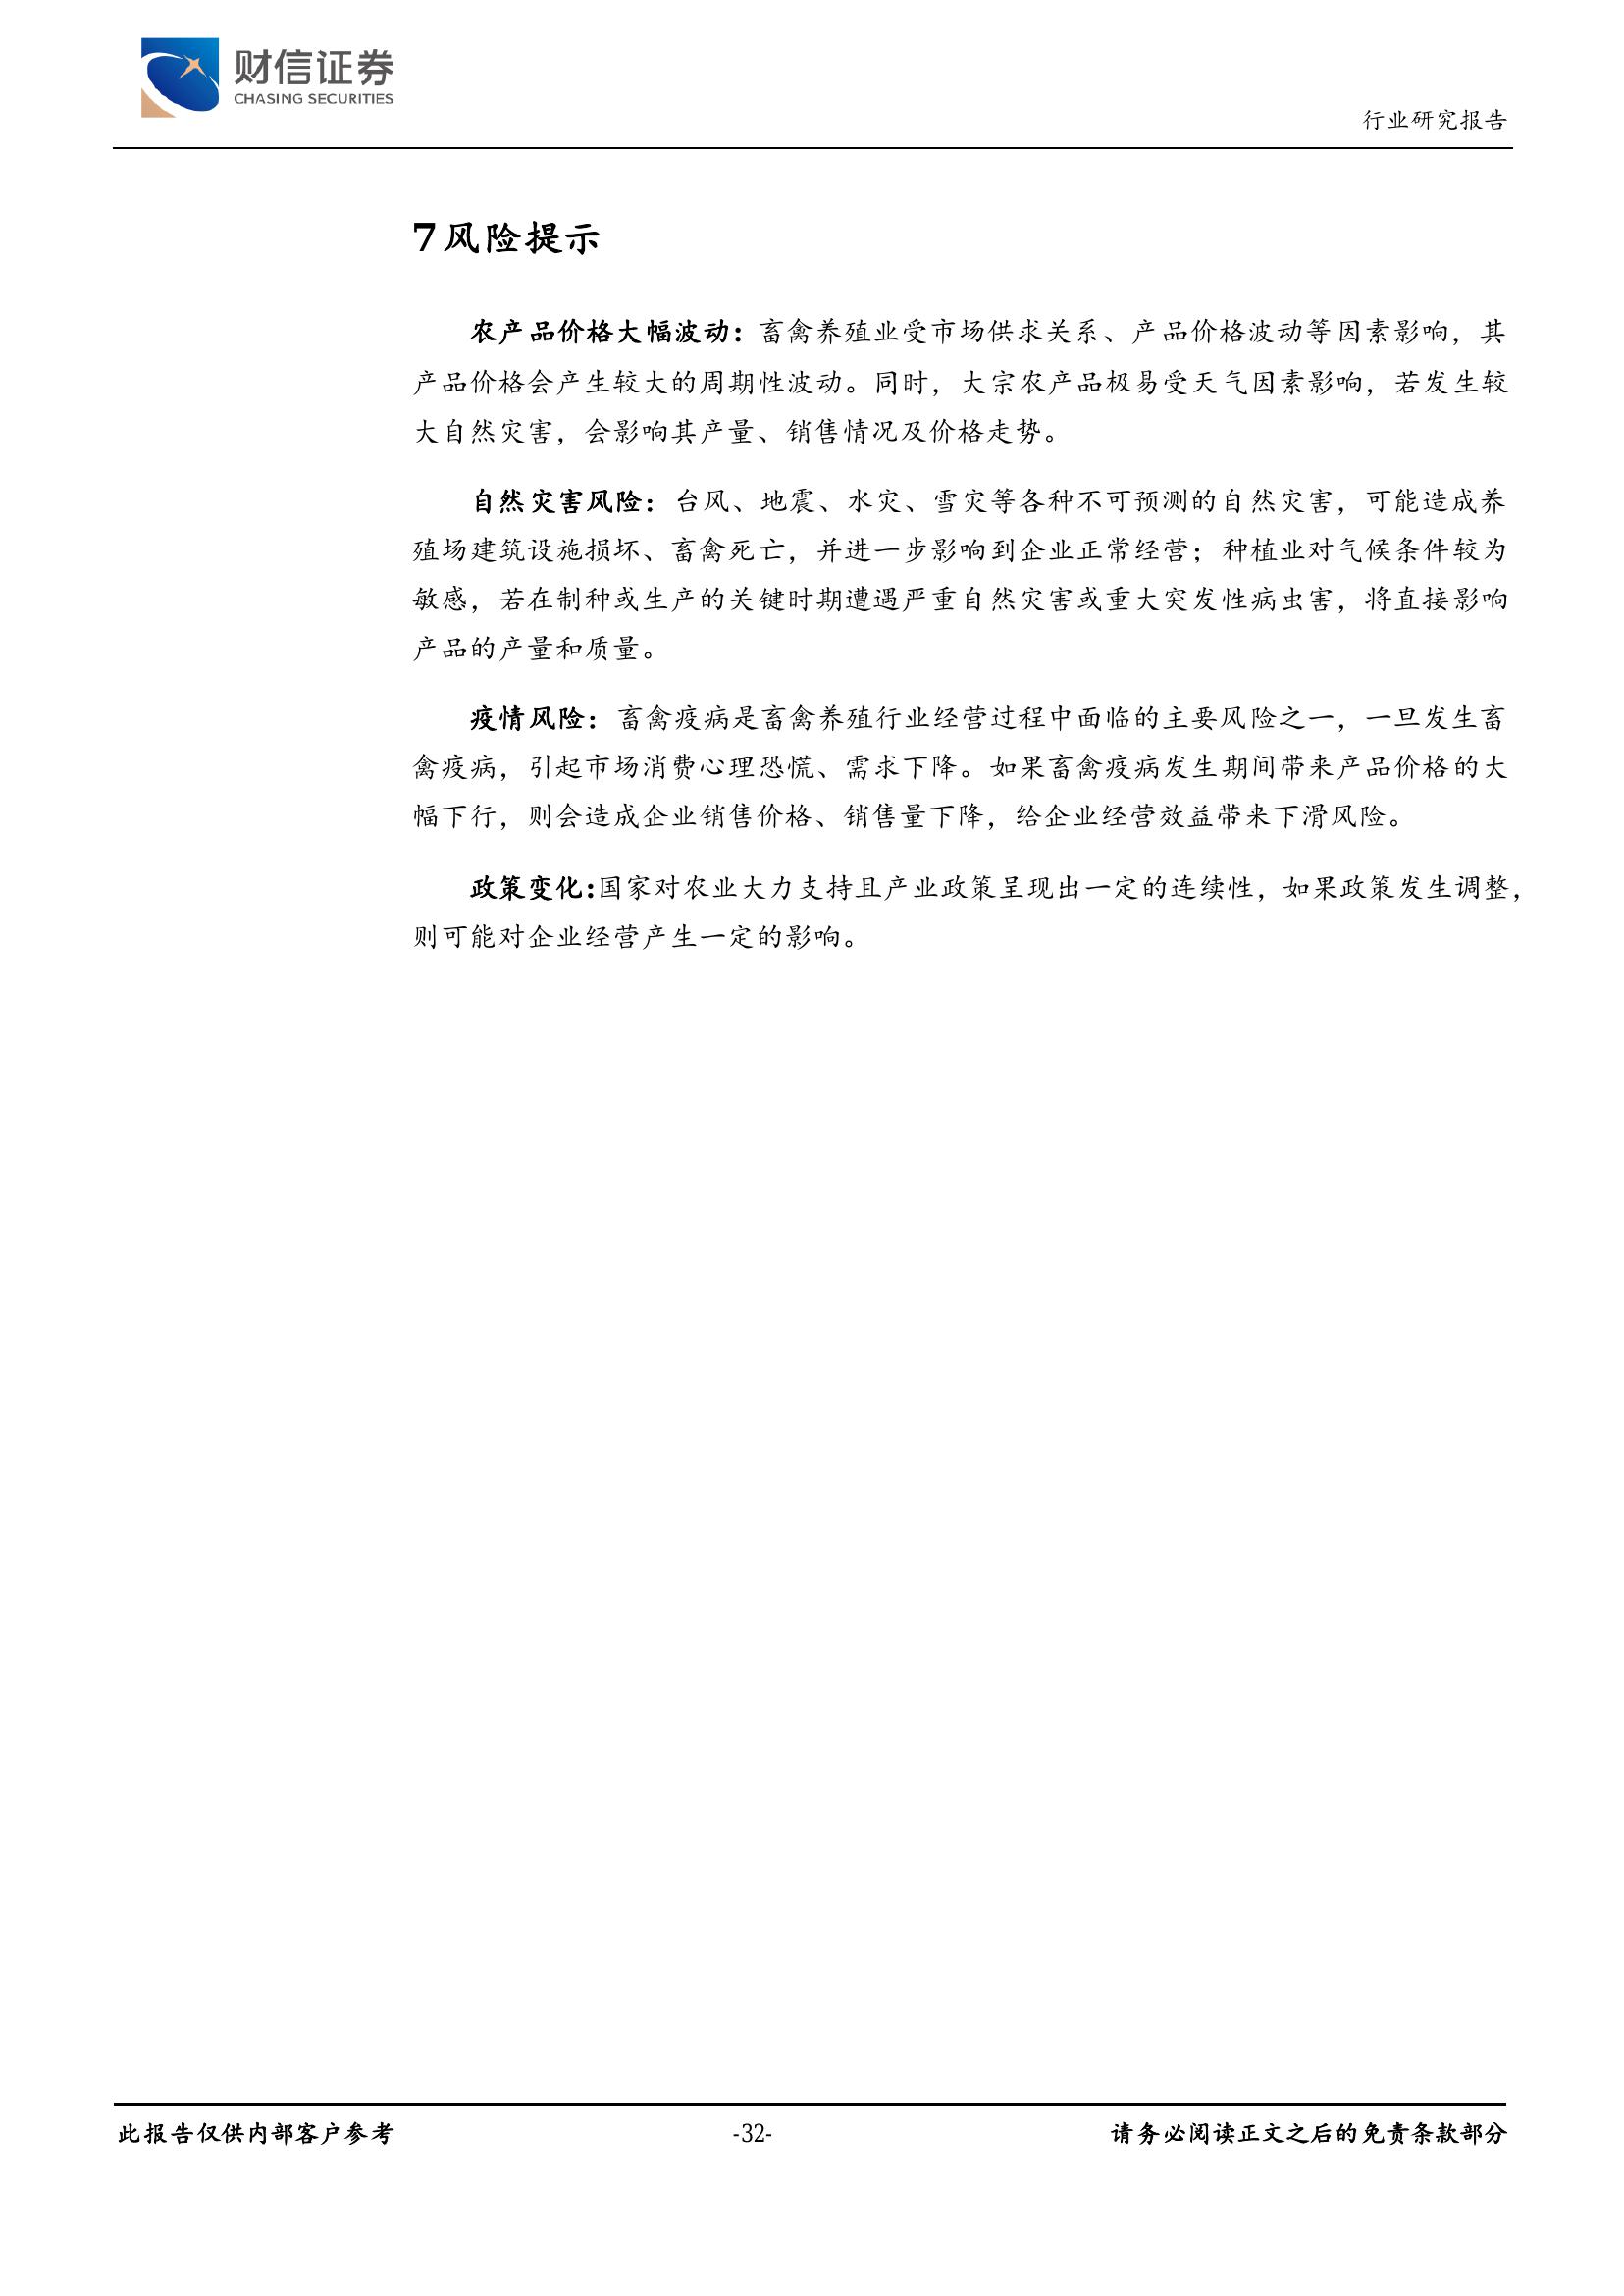 财信证券
CHASING SECURITIES
行业研究报告
7 风险提示
农产品价格大幅波动：畜禽养殖业受市场供求关系、产品价格波动等因素影响，其
产品价格会产生较大的周期性波动。同时，大宗农产品极易受天气因素影响，若发生较
大自然灾害，会影响其产量、销售情况及价格走势。
自然灾害风险：台风、地震、水灾、雪灾等各种不可预测的自然灾害，可能造成养
殖场建筑设施损坏、畜禽死亡，并进一步影响到企业正常经营；种植业对气候条件较为
敏感，若在制种或生产的关键时期遭遇严重自然灾害或重大突发性病虫害，将直接影响
产品的产量和质量。
疫情风险：畜禽疫病是畜禽养殖行业经营过程中面临的主要风险之一，一旦发生畜
禽疫病，引起市场消费心理恐慌、需求下降。如果畜禽疫病发生期间带来产品价格的大
幅下行，则会造成企业销售价格、销售量下降，给企业经营效益带来下滑风险。
政策变化:国家对农业大力支持且产业政策呈现出一定的连续性，如果政策发生调整，
则可能对企业经营产生一定的影响。
此报告仅供内部客户参考
-32-
请务必阅读正文之后的免责条款部分